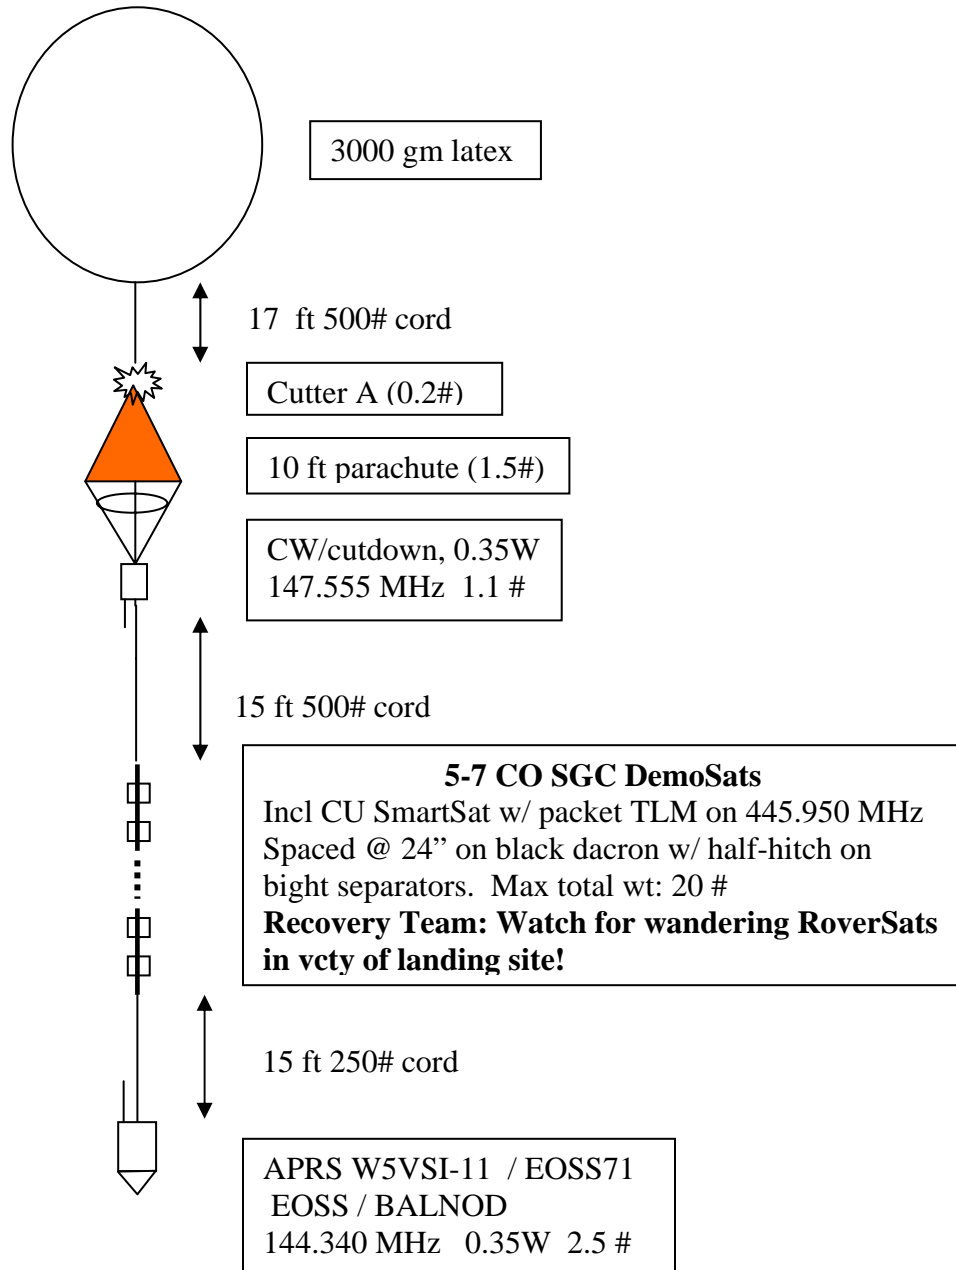 3000 gm latex
17 ft 500# cord
Cutter A (0.2#)
10 ft parachute (1.5#)
CW/cutdown, 0.35W
147.555 MHz 1.1 #
15 ft 500# cord
5-7 CO SGC DemoSats
Incl CU SmartSat w/ packet TLM on 445.950 MHz
Spaced @ 24” on black dacron w/ half-hitch on
bight separators. Max total wt: 20 #
Recovery Team: Watch for wandering RoverSats
in vcty of landing site!
15 ft 250# cord
APRS W5VSI-11 / EOSS71
EOSS / BALNOD
144.340 MHz 0.35W 2.5 #